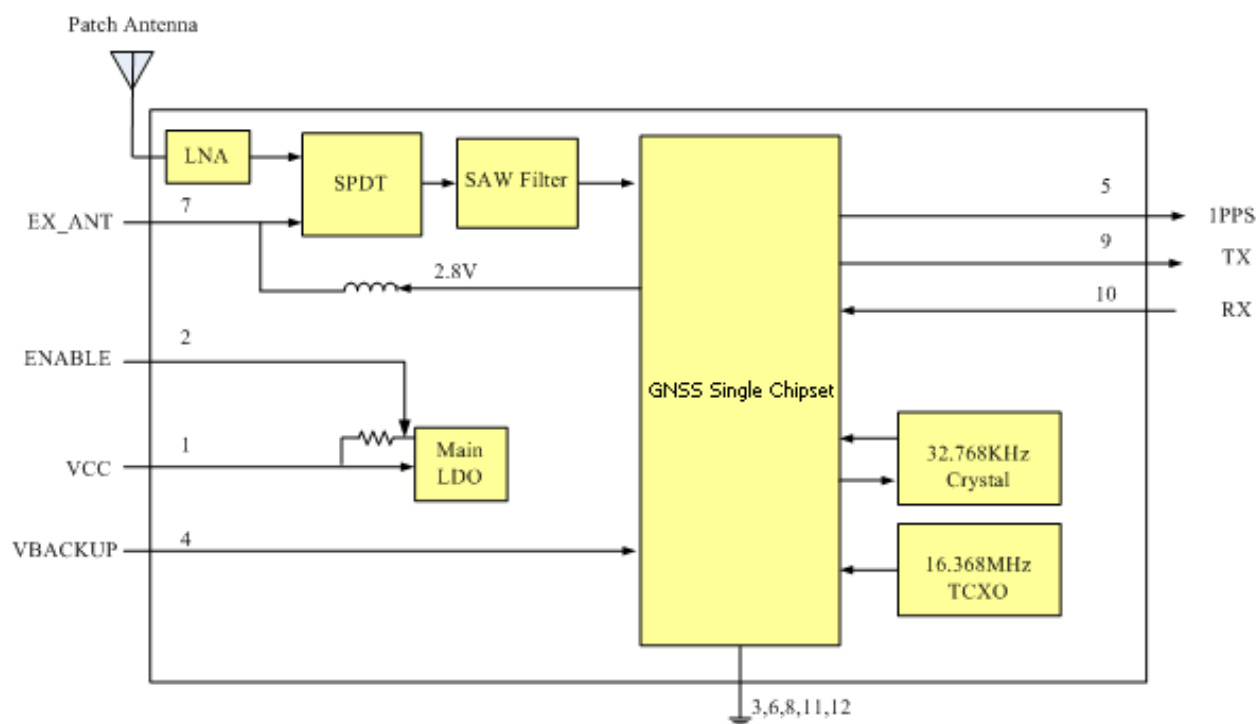 Patch Antenna
LNA
SPDT
SAW Filter
EX_ANT
7
2.8V
5
1PPS
9
TX
10
RX
ENABLE
2
GNSS Single Chipset
VCC
1
Main
LDO
32.768KHz
Crystal
VBACKUP
4
16.368MHz
TCXO
3,6,8,11,12